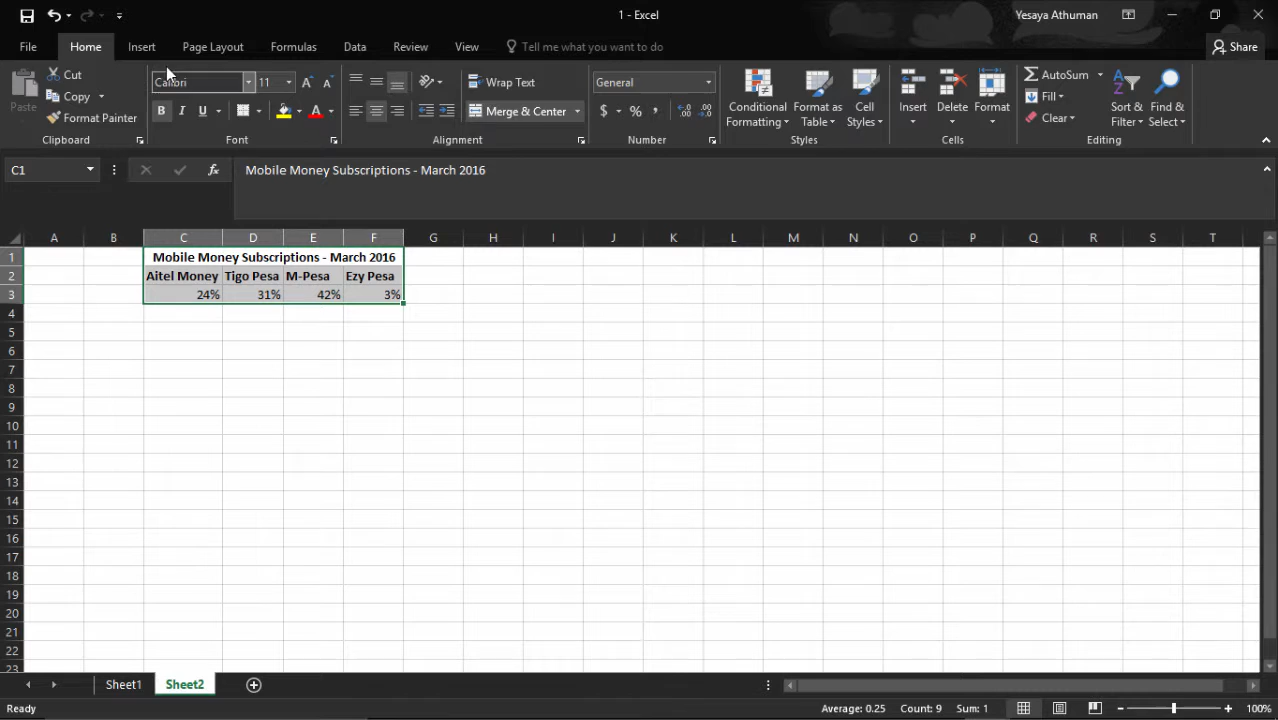 1 - Excel
Yesaya Athuman
File Home Insert Page Layout Formulas Data Review View Tell me what you want to do Share
Paste Cut Copy Format Painter
Calibri 11
B I U A
Wrap Text
Merge & Center
General
$ % ,
Conditional Formatting
Format as Table
Cell Styles
Insert Delete Format
AutoSum
Fill
Clear
Sort & Filter
Find & Select
Clipboard Font Alignment Number Styles Cells Editing
C1 fx Mobile Money Subscriptions - March 2016
A B C D E F G H I J K L M N O P Q R S T
1 Mobile Money Subscriptions - March 2016
2 Aitel Money Tigo Pesa M-Pesa Ezy Pesa
3 24% 31% 42% 3%
4
5
6
7
8
9
10
11
12
13
14
15
16
17
18
19
20
21
22
23
Sheet1 Sheet2
Ready Average: 0.25 Count: 9 Sum: 1 100%